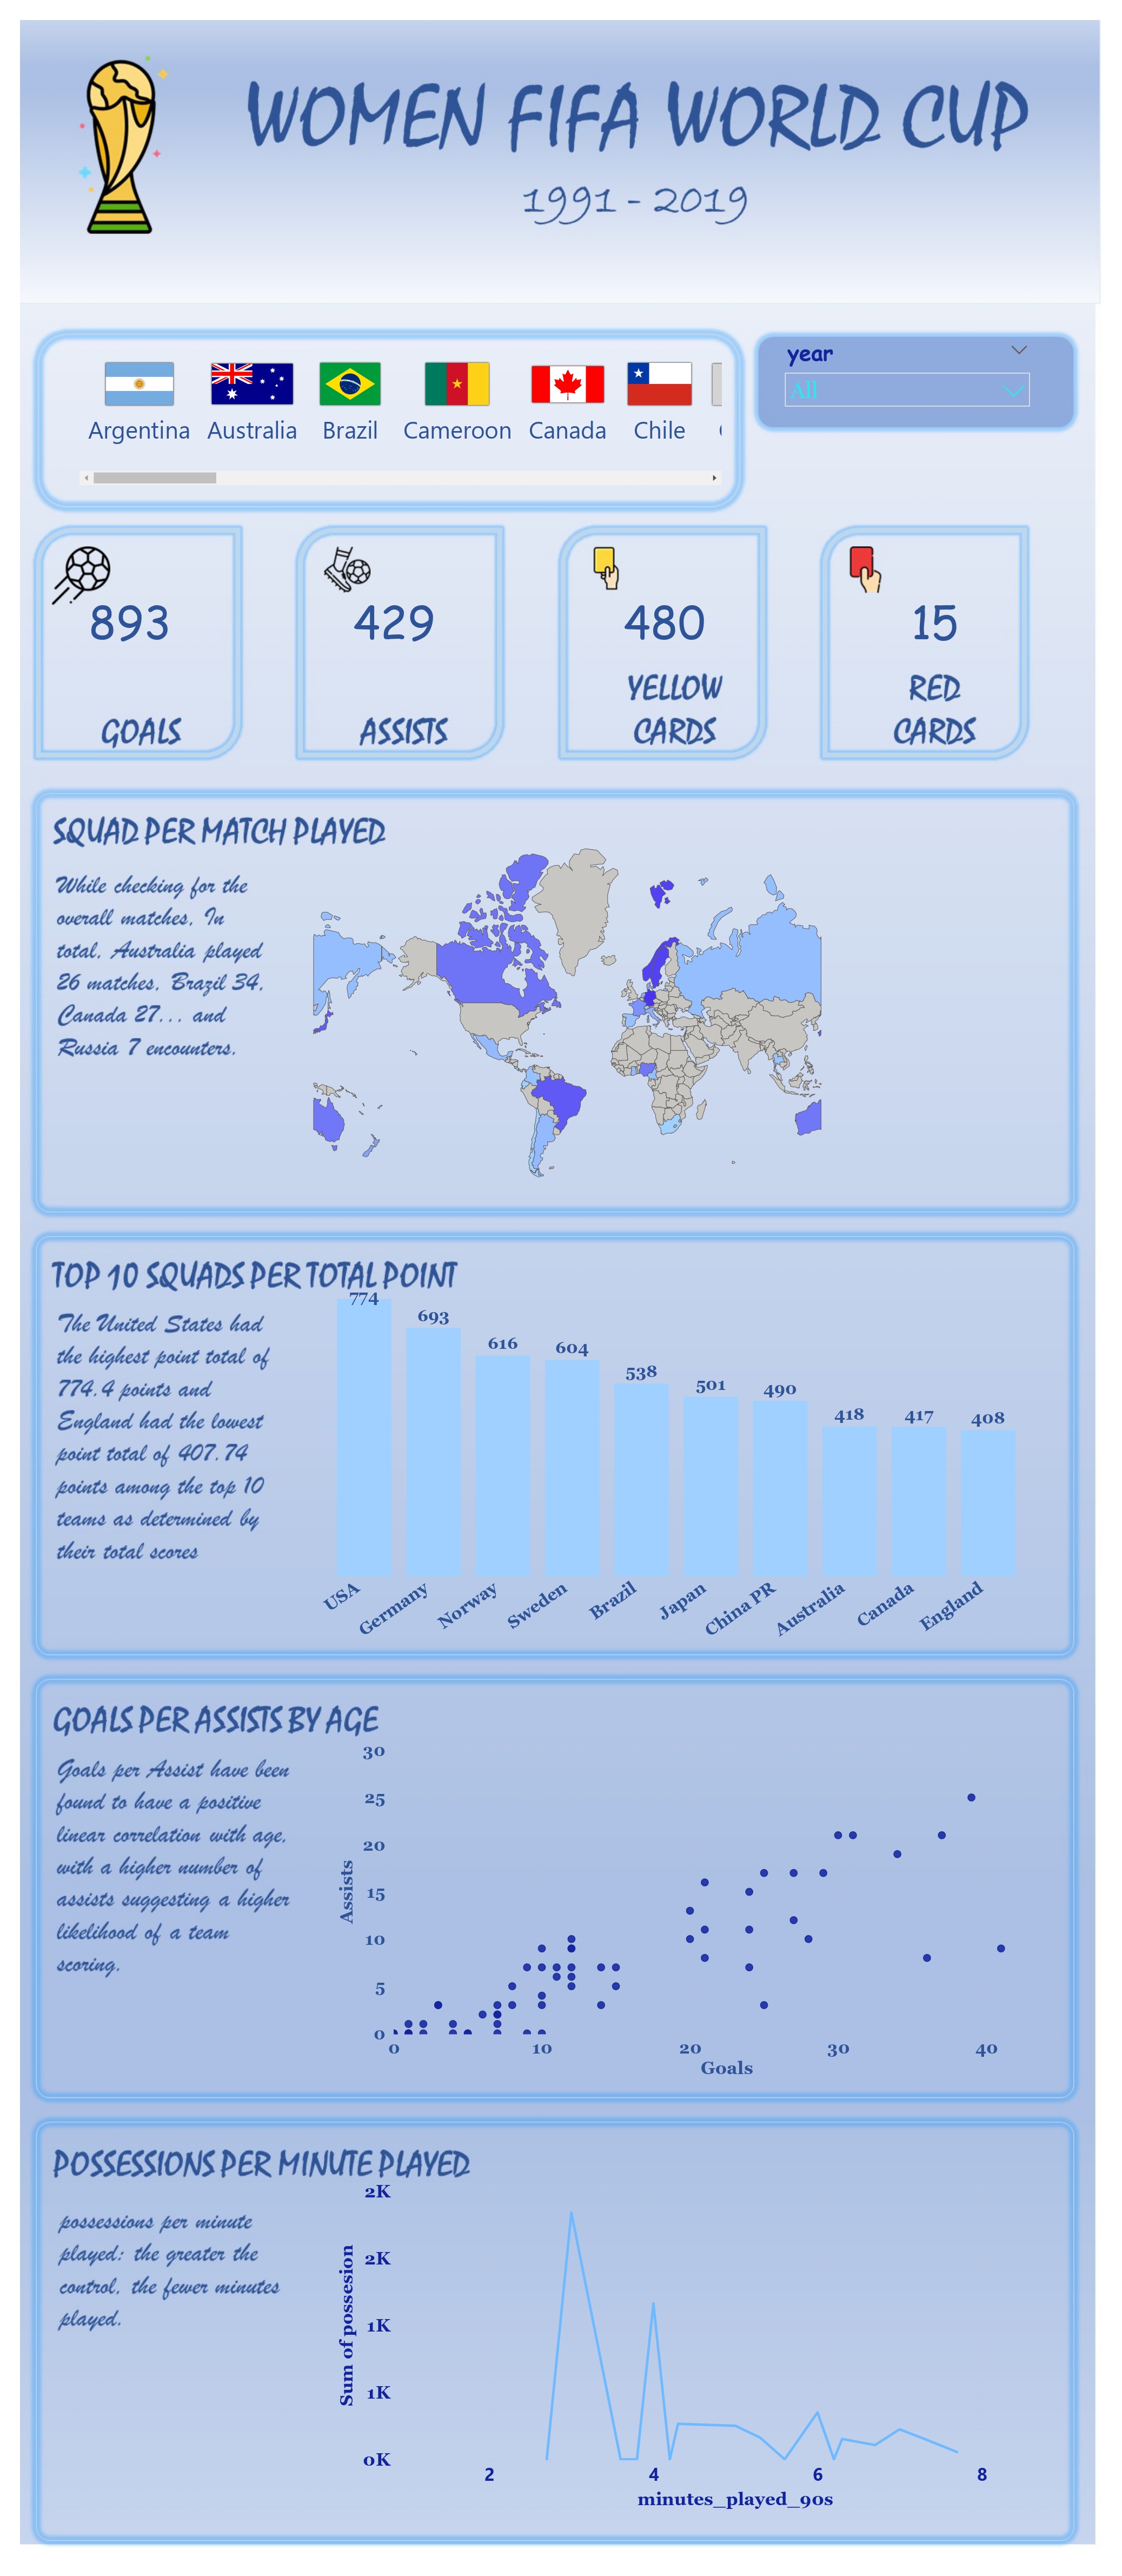 WOMEN FIFA WORLD CUP
1991 - 2019
Argentina Australia Brazil Cameroon Canada Chile
year
All
893
GOALS
429
ASSISTS
480
YELLOW
CARDS
15
RED
CARDS
SQUAD PER MATCH PLAYED
While checking for the
overall matches, In
total, Australia played
26 matches, Brazil 34,
Canada 27... and
Russia 7 encounters.
TOP 10 SQUADS PER TOTAL POINT
The United States had
the highest point total of
774.4 points and
England had the lowest
point total of 407.74
points among the top 10
teams as determined by
their total scores
774
693
616
604
538
501
490
418
417
408
USA
Germany
Norway
Sweden
Brazil
Japan
China PR
Australia
Canada
England
GOALS PER ASSISTS BY AGE
Goals per Assist have been
found to have a positive
linear correlation with age,
with a higher number of
assists suggesting a higher
likelihood of a team
scoring.
Assists
30
25
20
15
10
5
0
0 10 20 30 40
Goals
POSSESSIONS PER MINUTE PLAYED
possessions per minute
played: the greater the
control, the fewer minutes
played.
Sum of possesion
2K
2K
1K
1K
0K
2 4 6 8
minutes_played_90s